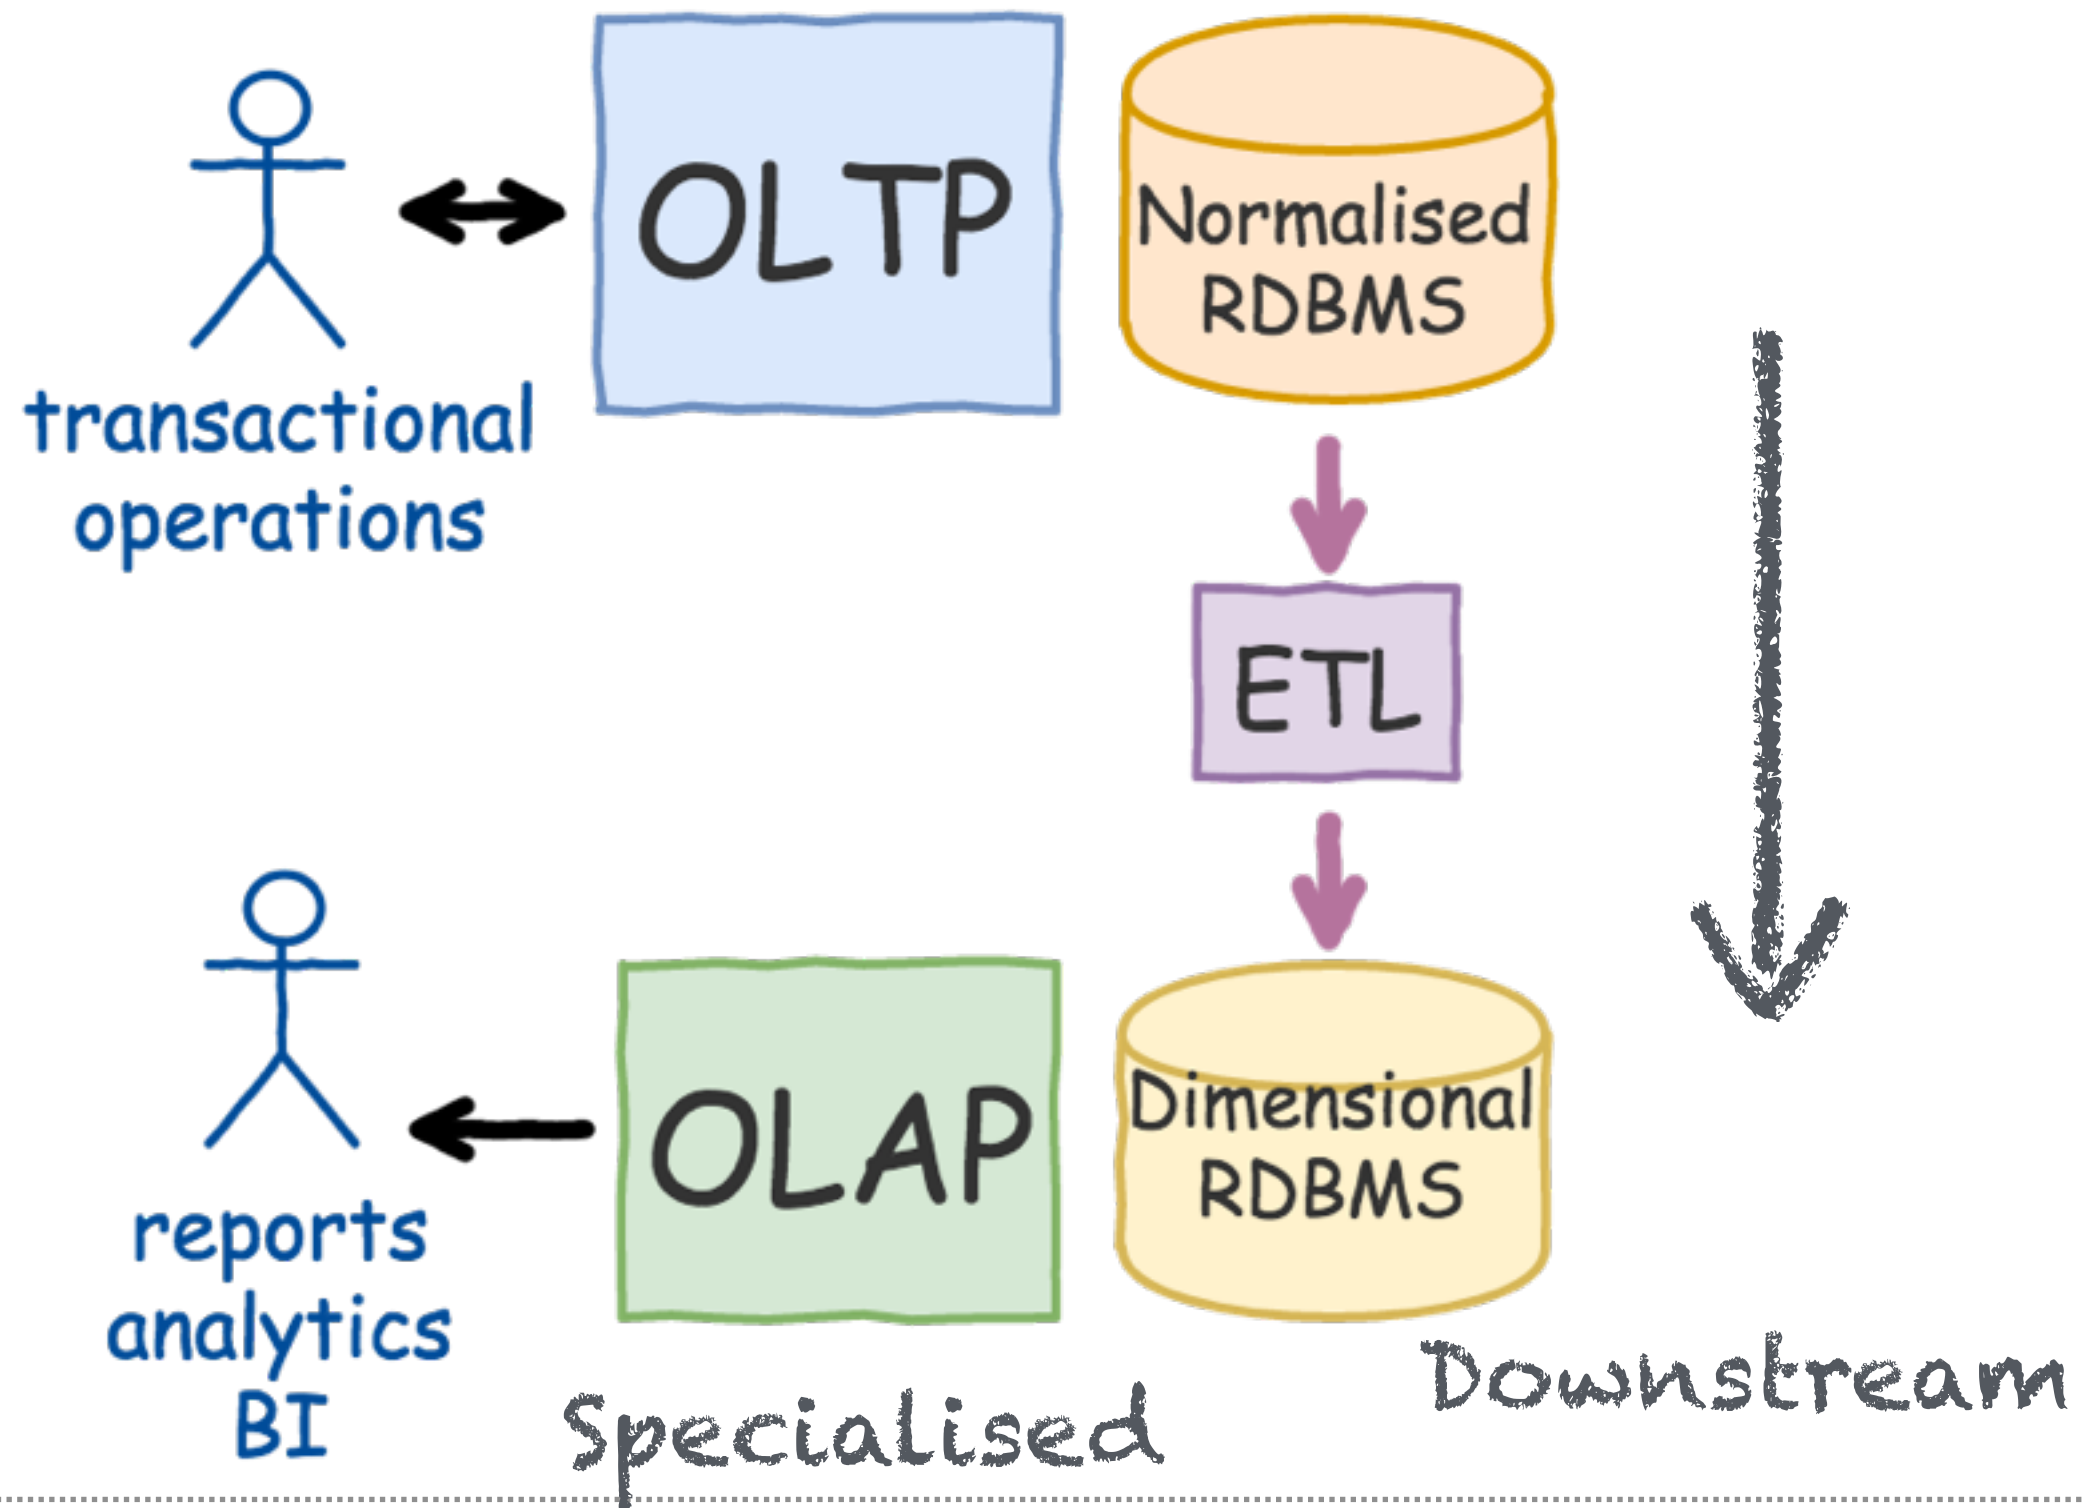 OLTP
Normalised
RDBMS
transactional
operations
ETL
OLAP
Dimensional
RDBMS
reports
analytics
BI
Downstream
Specialised